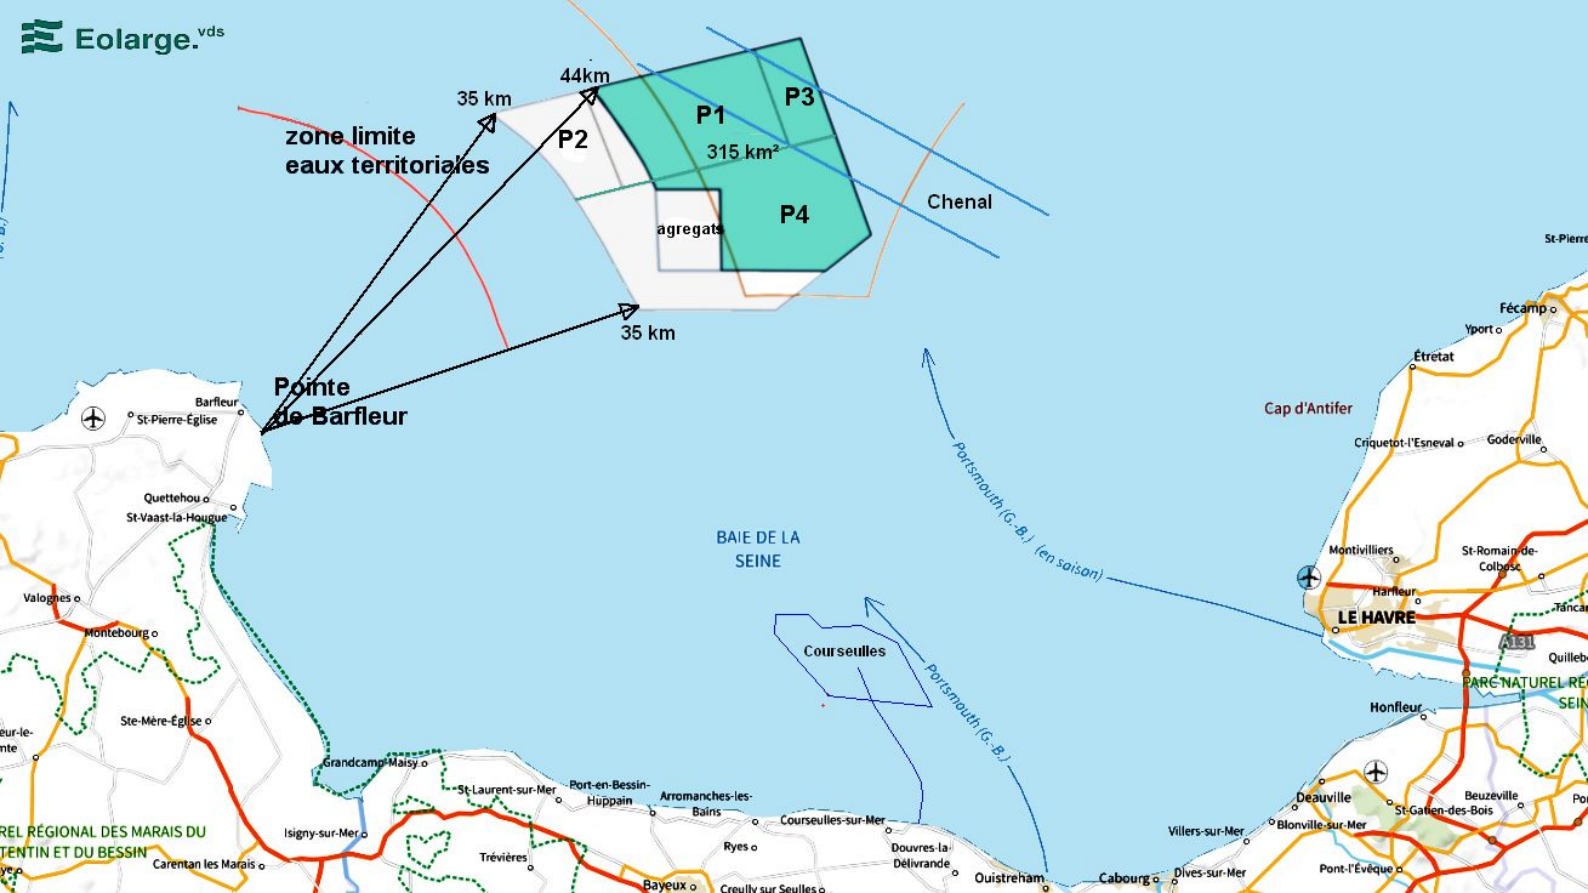 Eolarge.vds
44km
35 km
P3
P1
zone limite
eaux territoriales
P2
315 km²
Chenal
P4
agregats
St-Pierre
Fécamp
Yport
35 km
Étretat
Pointe
de Barfleur
Barfleur
St-Pierre-Église
Cap d'Antifer
Criquetot-l'Esneval
Goderville
Portsmouth (G.-B.) (en saison)
Quettehou
St-Vaast-la-Hougue
BAIE DE LA
SEINE
Montivilliers
St-Romain-de-
Colbosc
Harfleur
Valognes
LE HAVRE
Tancar
Montebourg
A131
Courseulles
Quilleb
Portsmouth (G.-B.)
PARC NATUREL RÉ
SEIN
Honfleur
Ste-Mère-Église
eur-le-
mte
Grandcamp-Maisy
St-Laurent-sur-Mer
Port-en-Bessin-
Huppain
Arromanches-les-
Bains
Deauville
Beuzeville
St-Gatien-des-Bois
Courseulles-sur-Mer
Blonville-sur-Mer
Villers-sur-Mer
REL RÉGIONAL DES MARAIS DU
TENTIN ET DU BESSIN
Isigny-sur-Mer
Carentan les Marais
Trévières
Ryes
Douvres-la-
Délivrande
Pont-l'Évêque
Bayeux
Creully sur Seulles
Ouistreham
Cabourg
Dives-sur-Mer